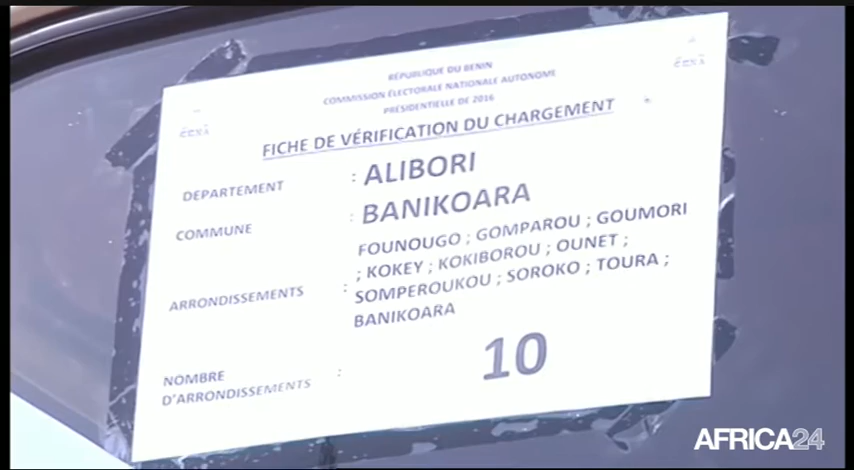 RÉPUBLIQUE DU BENIN
COMMISSION ÉLECTORALE NATIONALE AUTONOME
PRÉSIDENTIELLE DE 2016
FICHE DE VÉRIFICATION DU CHARGEMENT
DEPARTEMENT : ALIBORI
COMMUNE : BANIKOARA
ARRONDISSEMENTS : FOUNOUGO ; GOMPAROU ; GOUMORI
; KOKEY ; KOKIBOROU ; OUNET ;
SOMPEROUKOU ; SOROKO ; TOURA ;
BANIKOARA
NOMBRE
D'ARRONDISSEMENTS : 10
AFRICA24